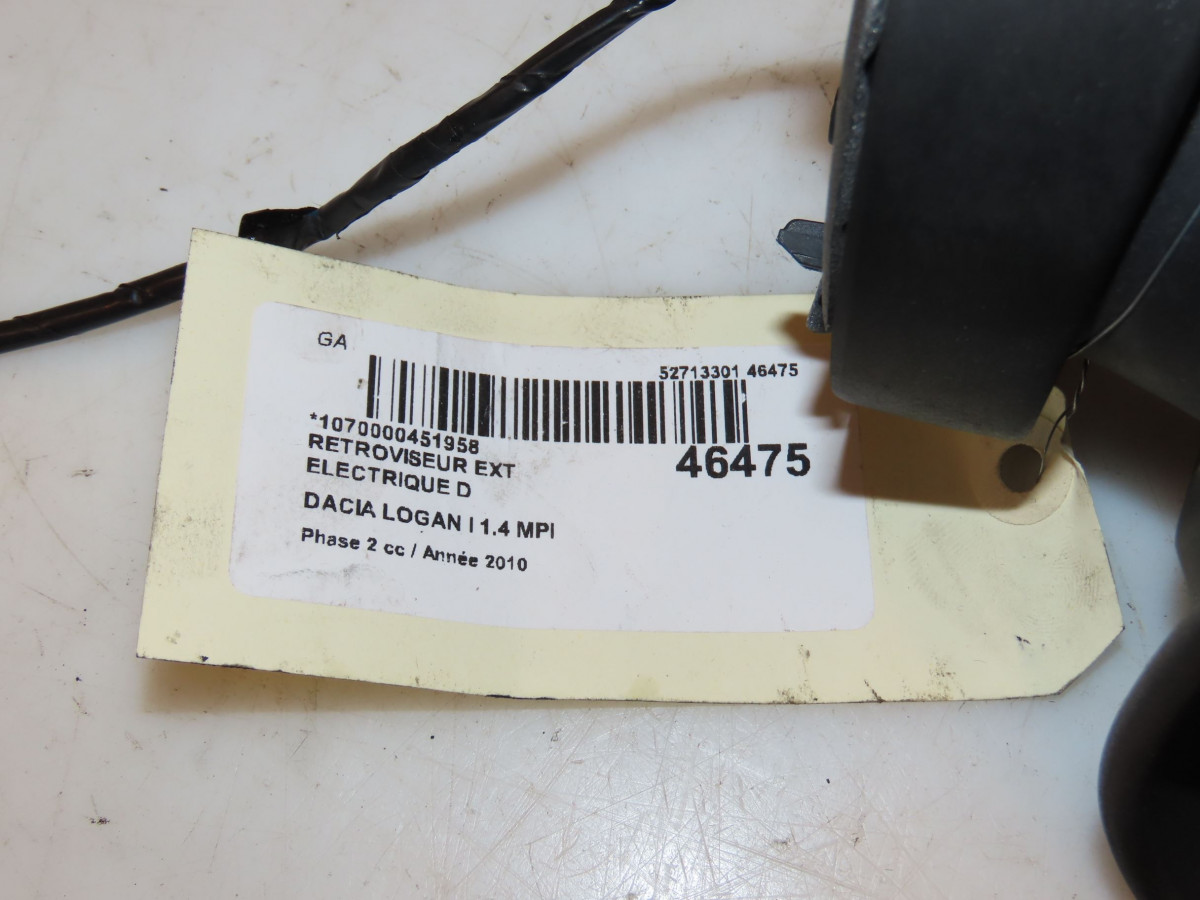 GA
52713301 46475
*1070000451958
46475
RETROVISEUR EXT
ELECTRIQUE D
DACIA LOGAN I 1.4 MPI
Phase 2 cc / Année 2010